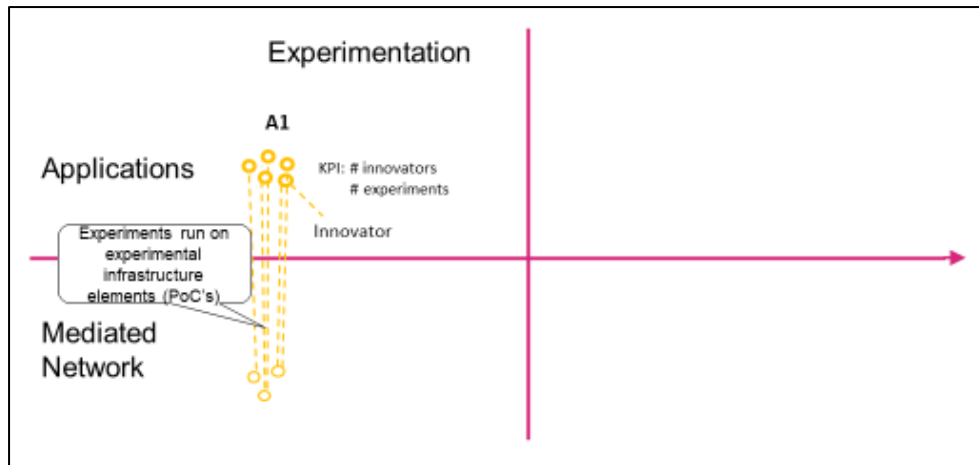 Experimentation
A1
Applications
KPI: # innovators
# experiments
Innovator
Experiments run on
experimental
infrastructure
elements (PoC's)
Mediated
Network